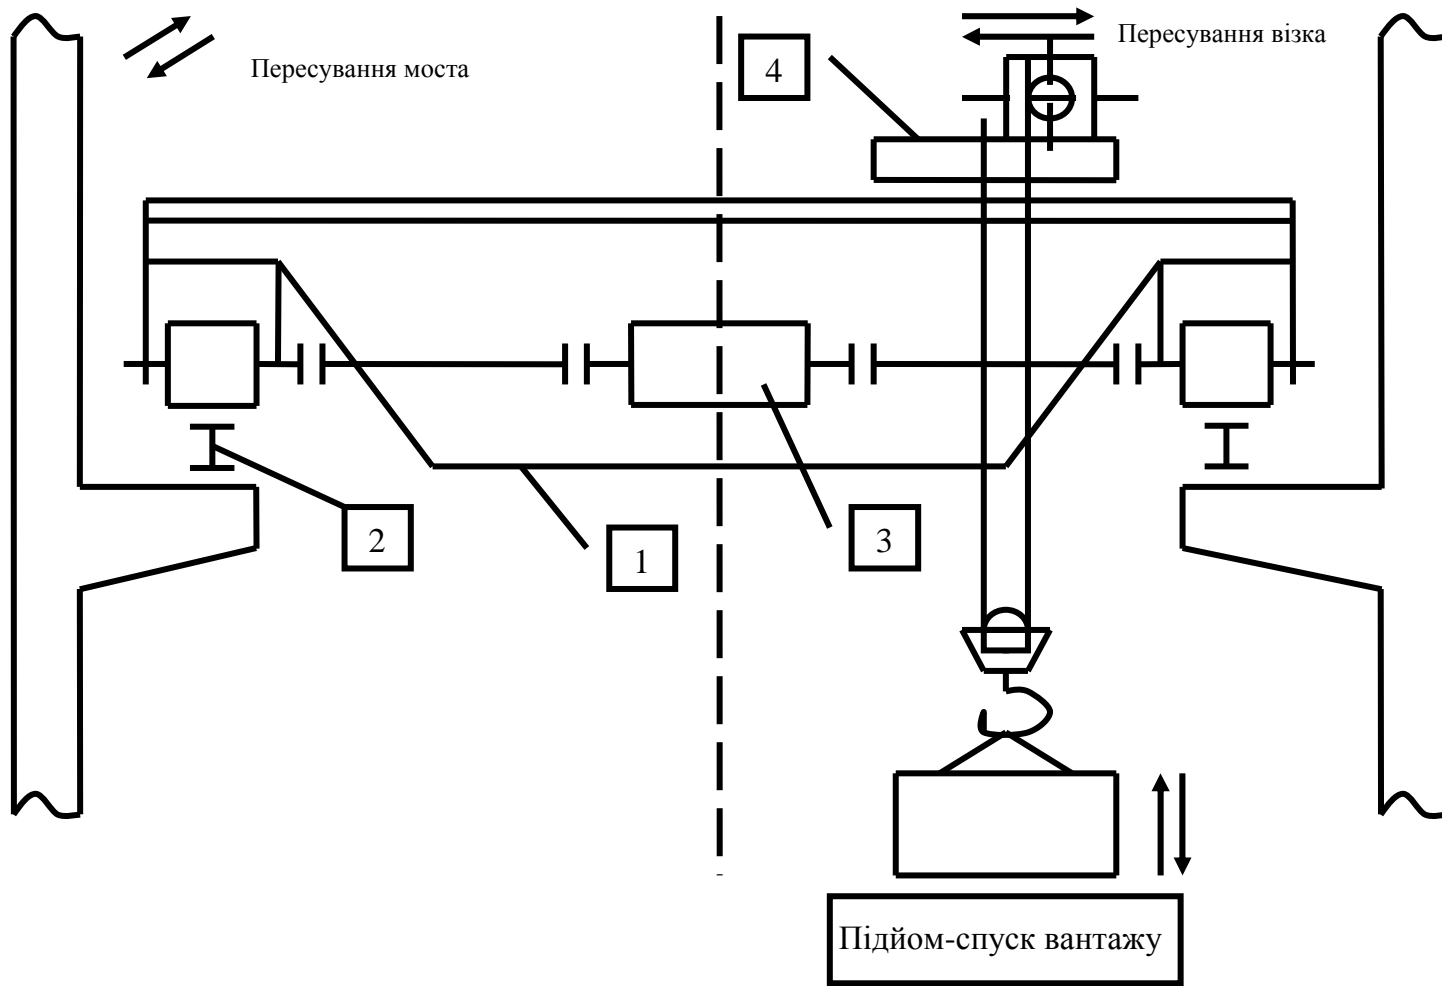 Пересування візка
Пересування моста
4
2
1
3
Підйом-спуск вантажу